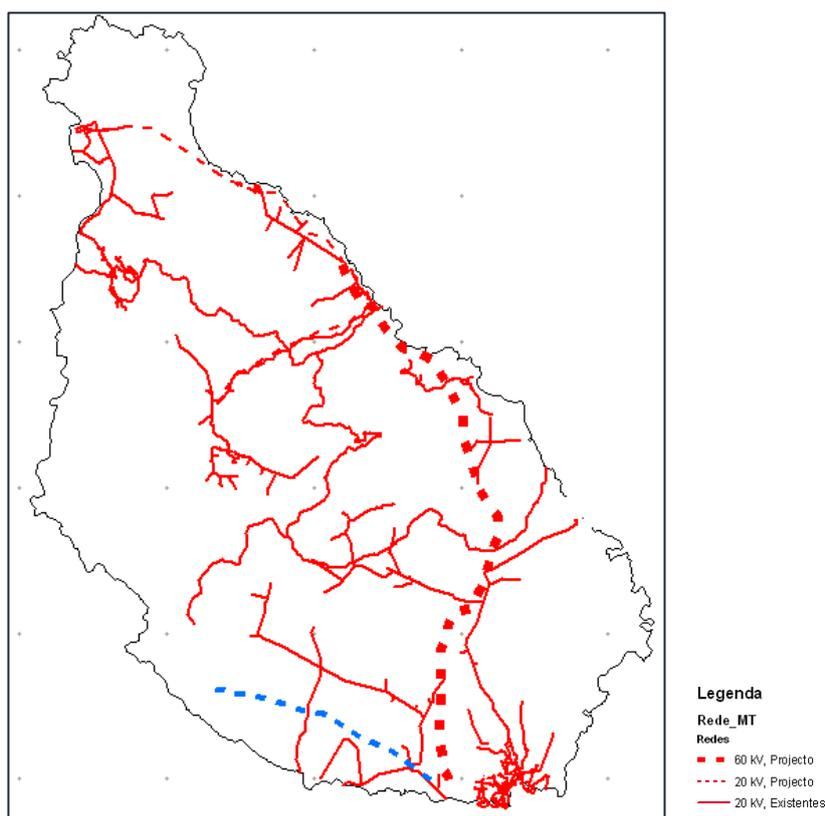 Legenda
Rede_MT
Redes
60 kV, Projecto
20 kV, Projecto
20 kV, Existentes